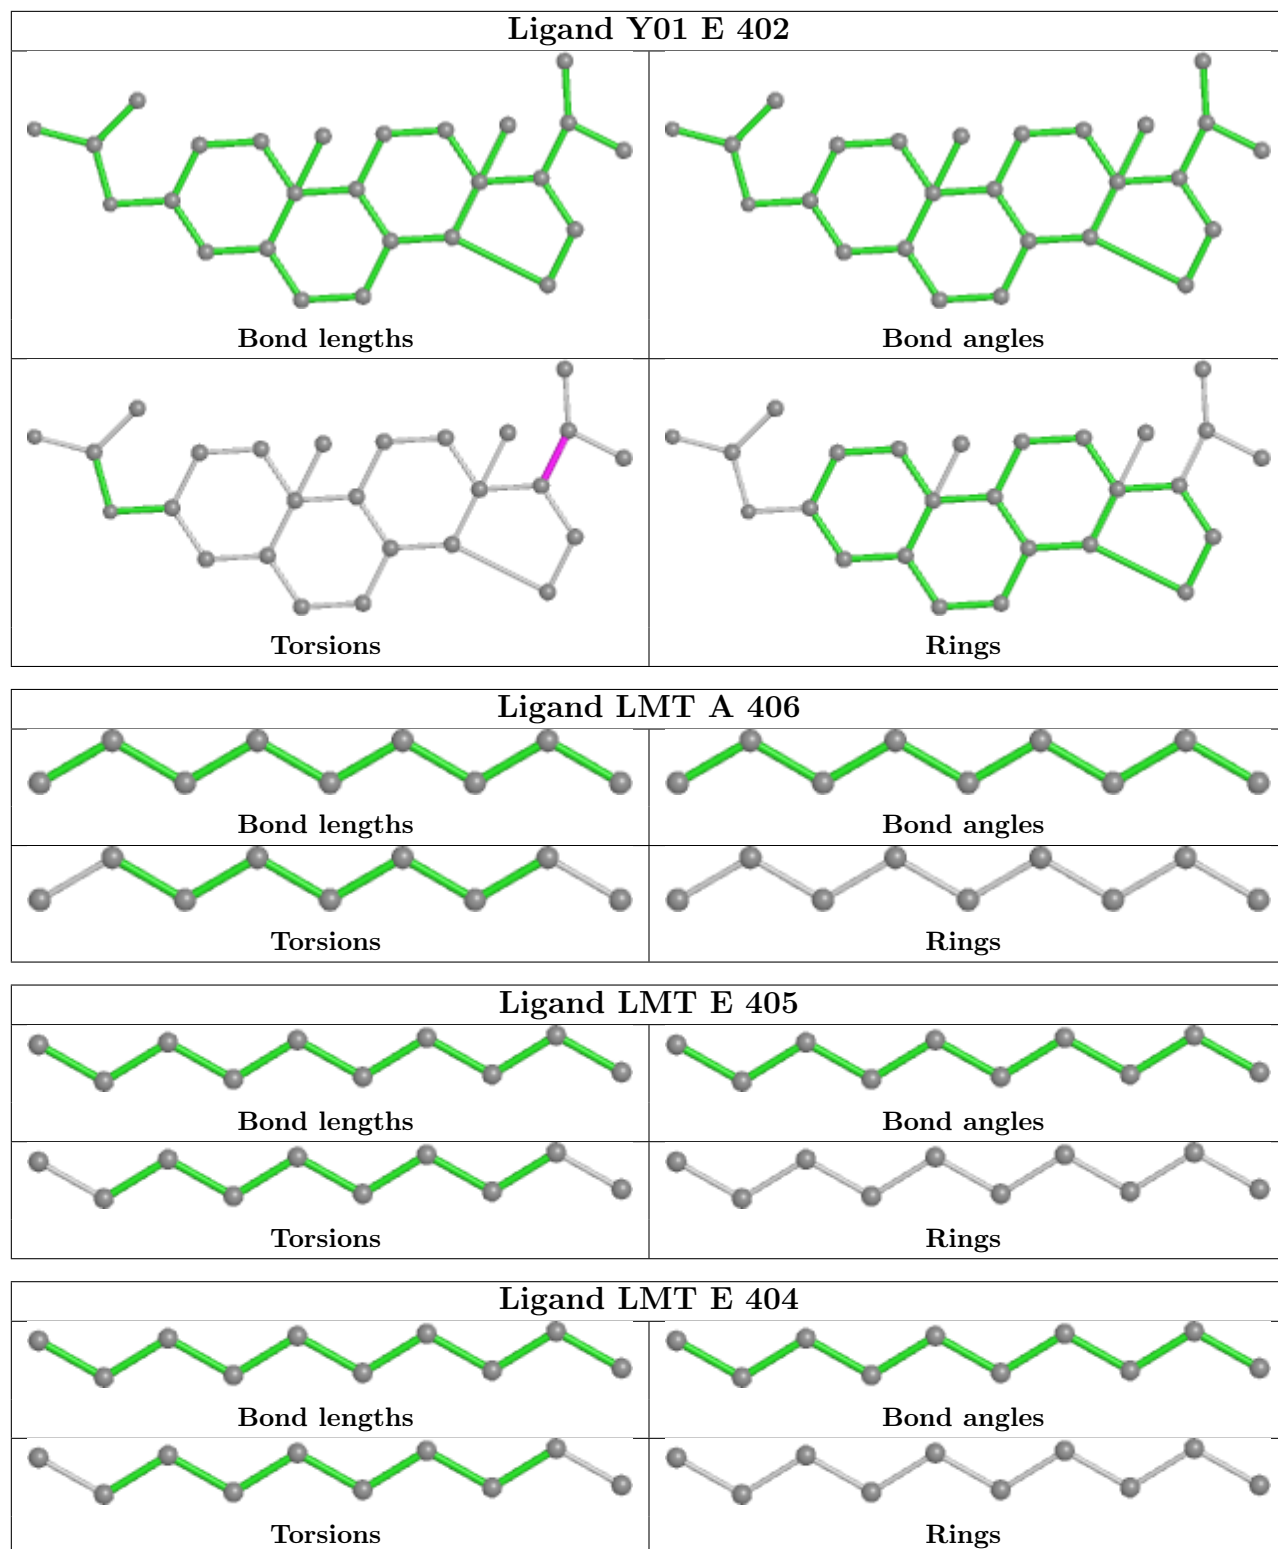 Ligand Y01 E 402
Bond lengths
Bond angles
Torsions
Rings
Ligand LMT A 406
Bond lengths
Bond angles
Torsions
Rings
Ligand LMT E 405
Bond lengths
Bond angles
Torsions
Rings
Ligand LMT E 404
Bond lengths
Bond angles
Torsions
Rings